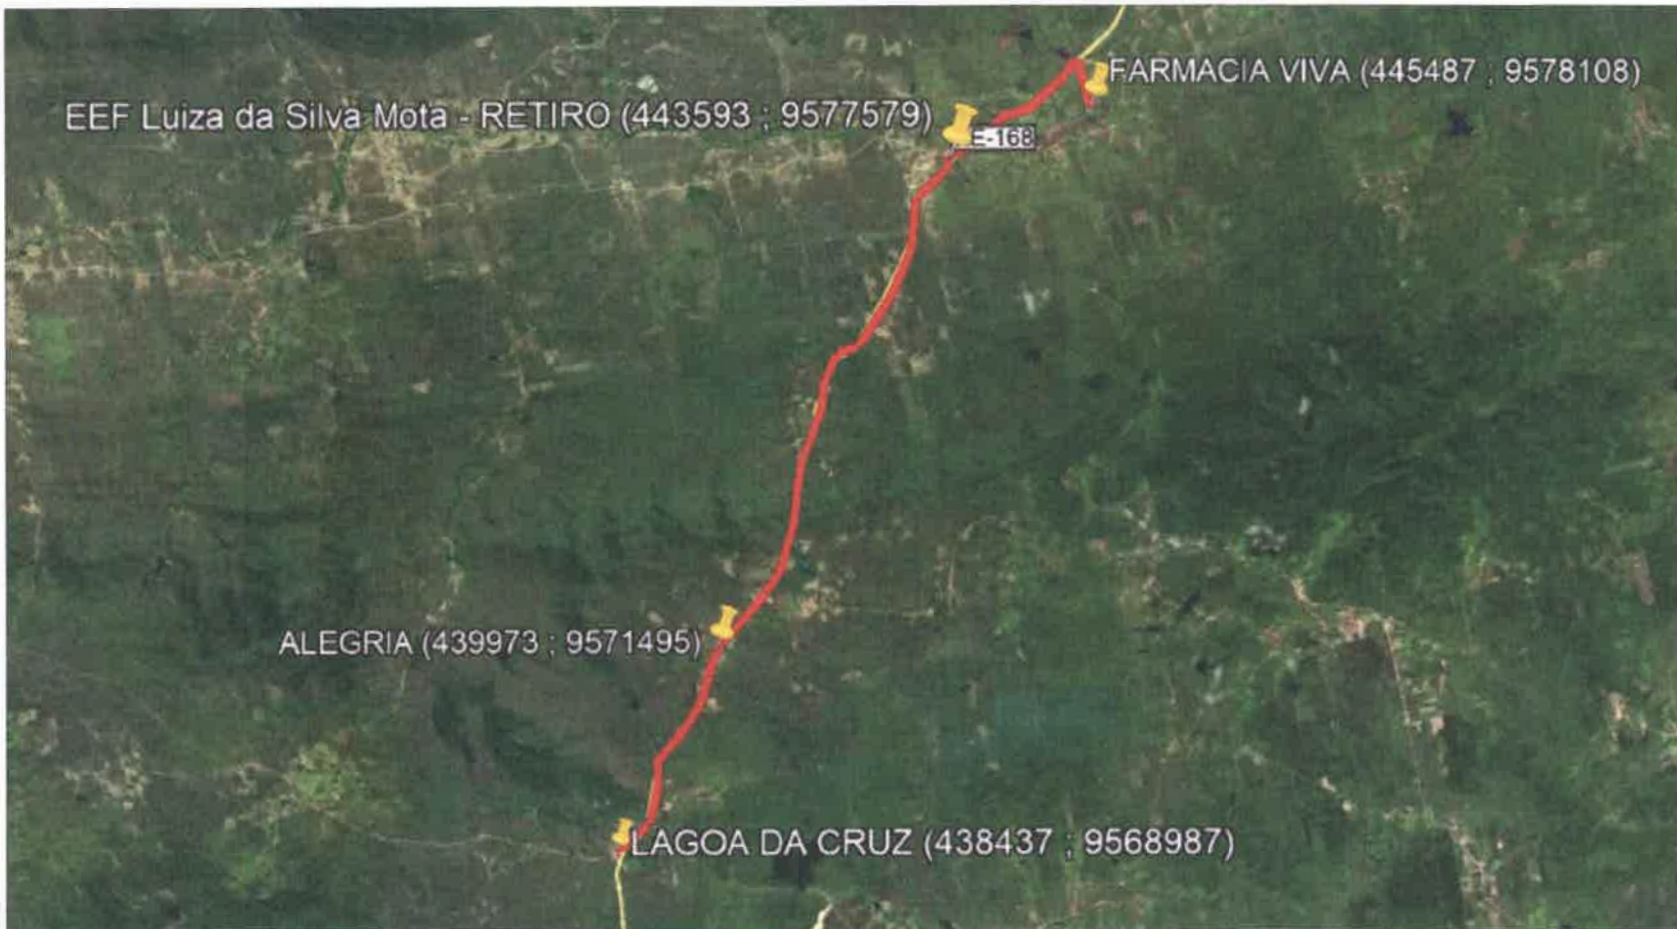 FARMACIA VIVA (445487 ; 9578108)
EEF Luiza da Silva Mota - RETIRO (443593 ; 9577579)
E-168
ALEGRIA (439973 ; 9571495)
LAGOA DA CRUZ (438437 ; 9568987)